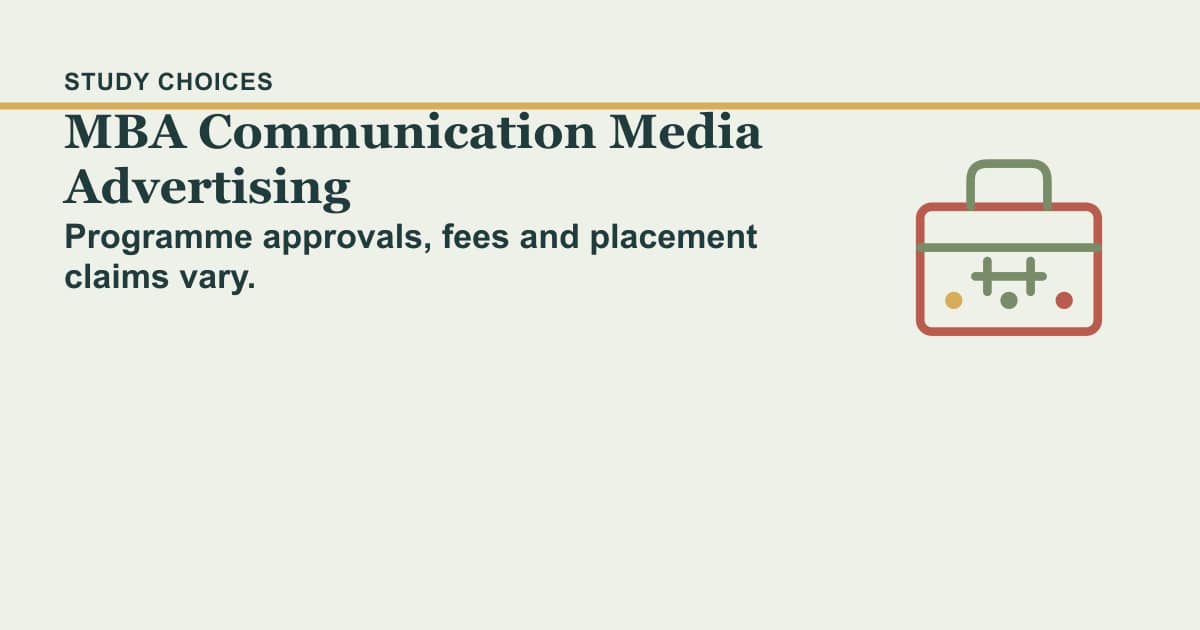 STUDY CHOICES
MBA Communication Media
Advertising
Programme approvals, fees and placement
claims vary.